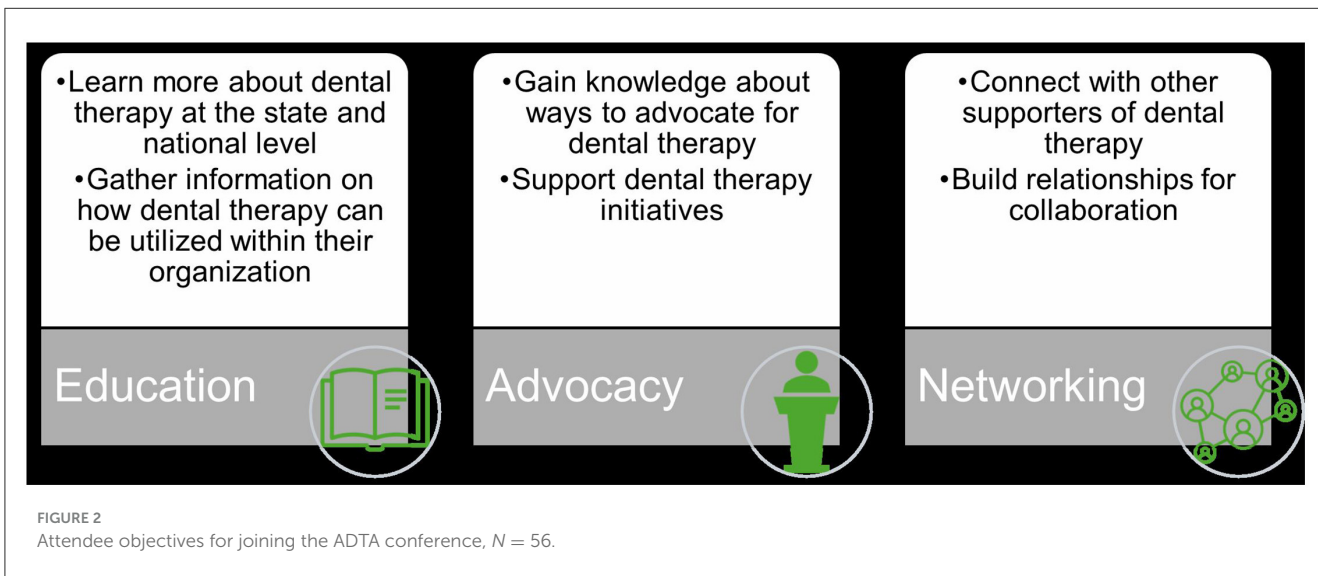 •Learn more about dental
therapy at the state and
national level
•Gather information on
how dental therapy can
be utilized within their
organization
Education
•Gain knowledge about
ways to advocate for
dental therapy
•Support dental therapy
initiatives
Advocacy
•Connect with other
supporters of dental
therapy
•Build relationships for
collaboration
Networking
FIGURE 2
Attendee objectives for joining the ADTA conference, N = 56.